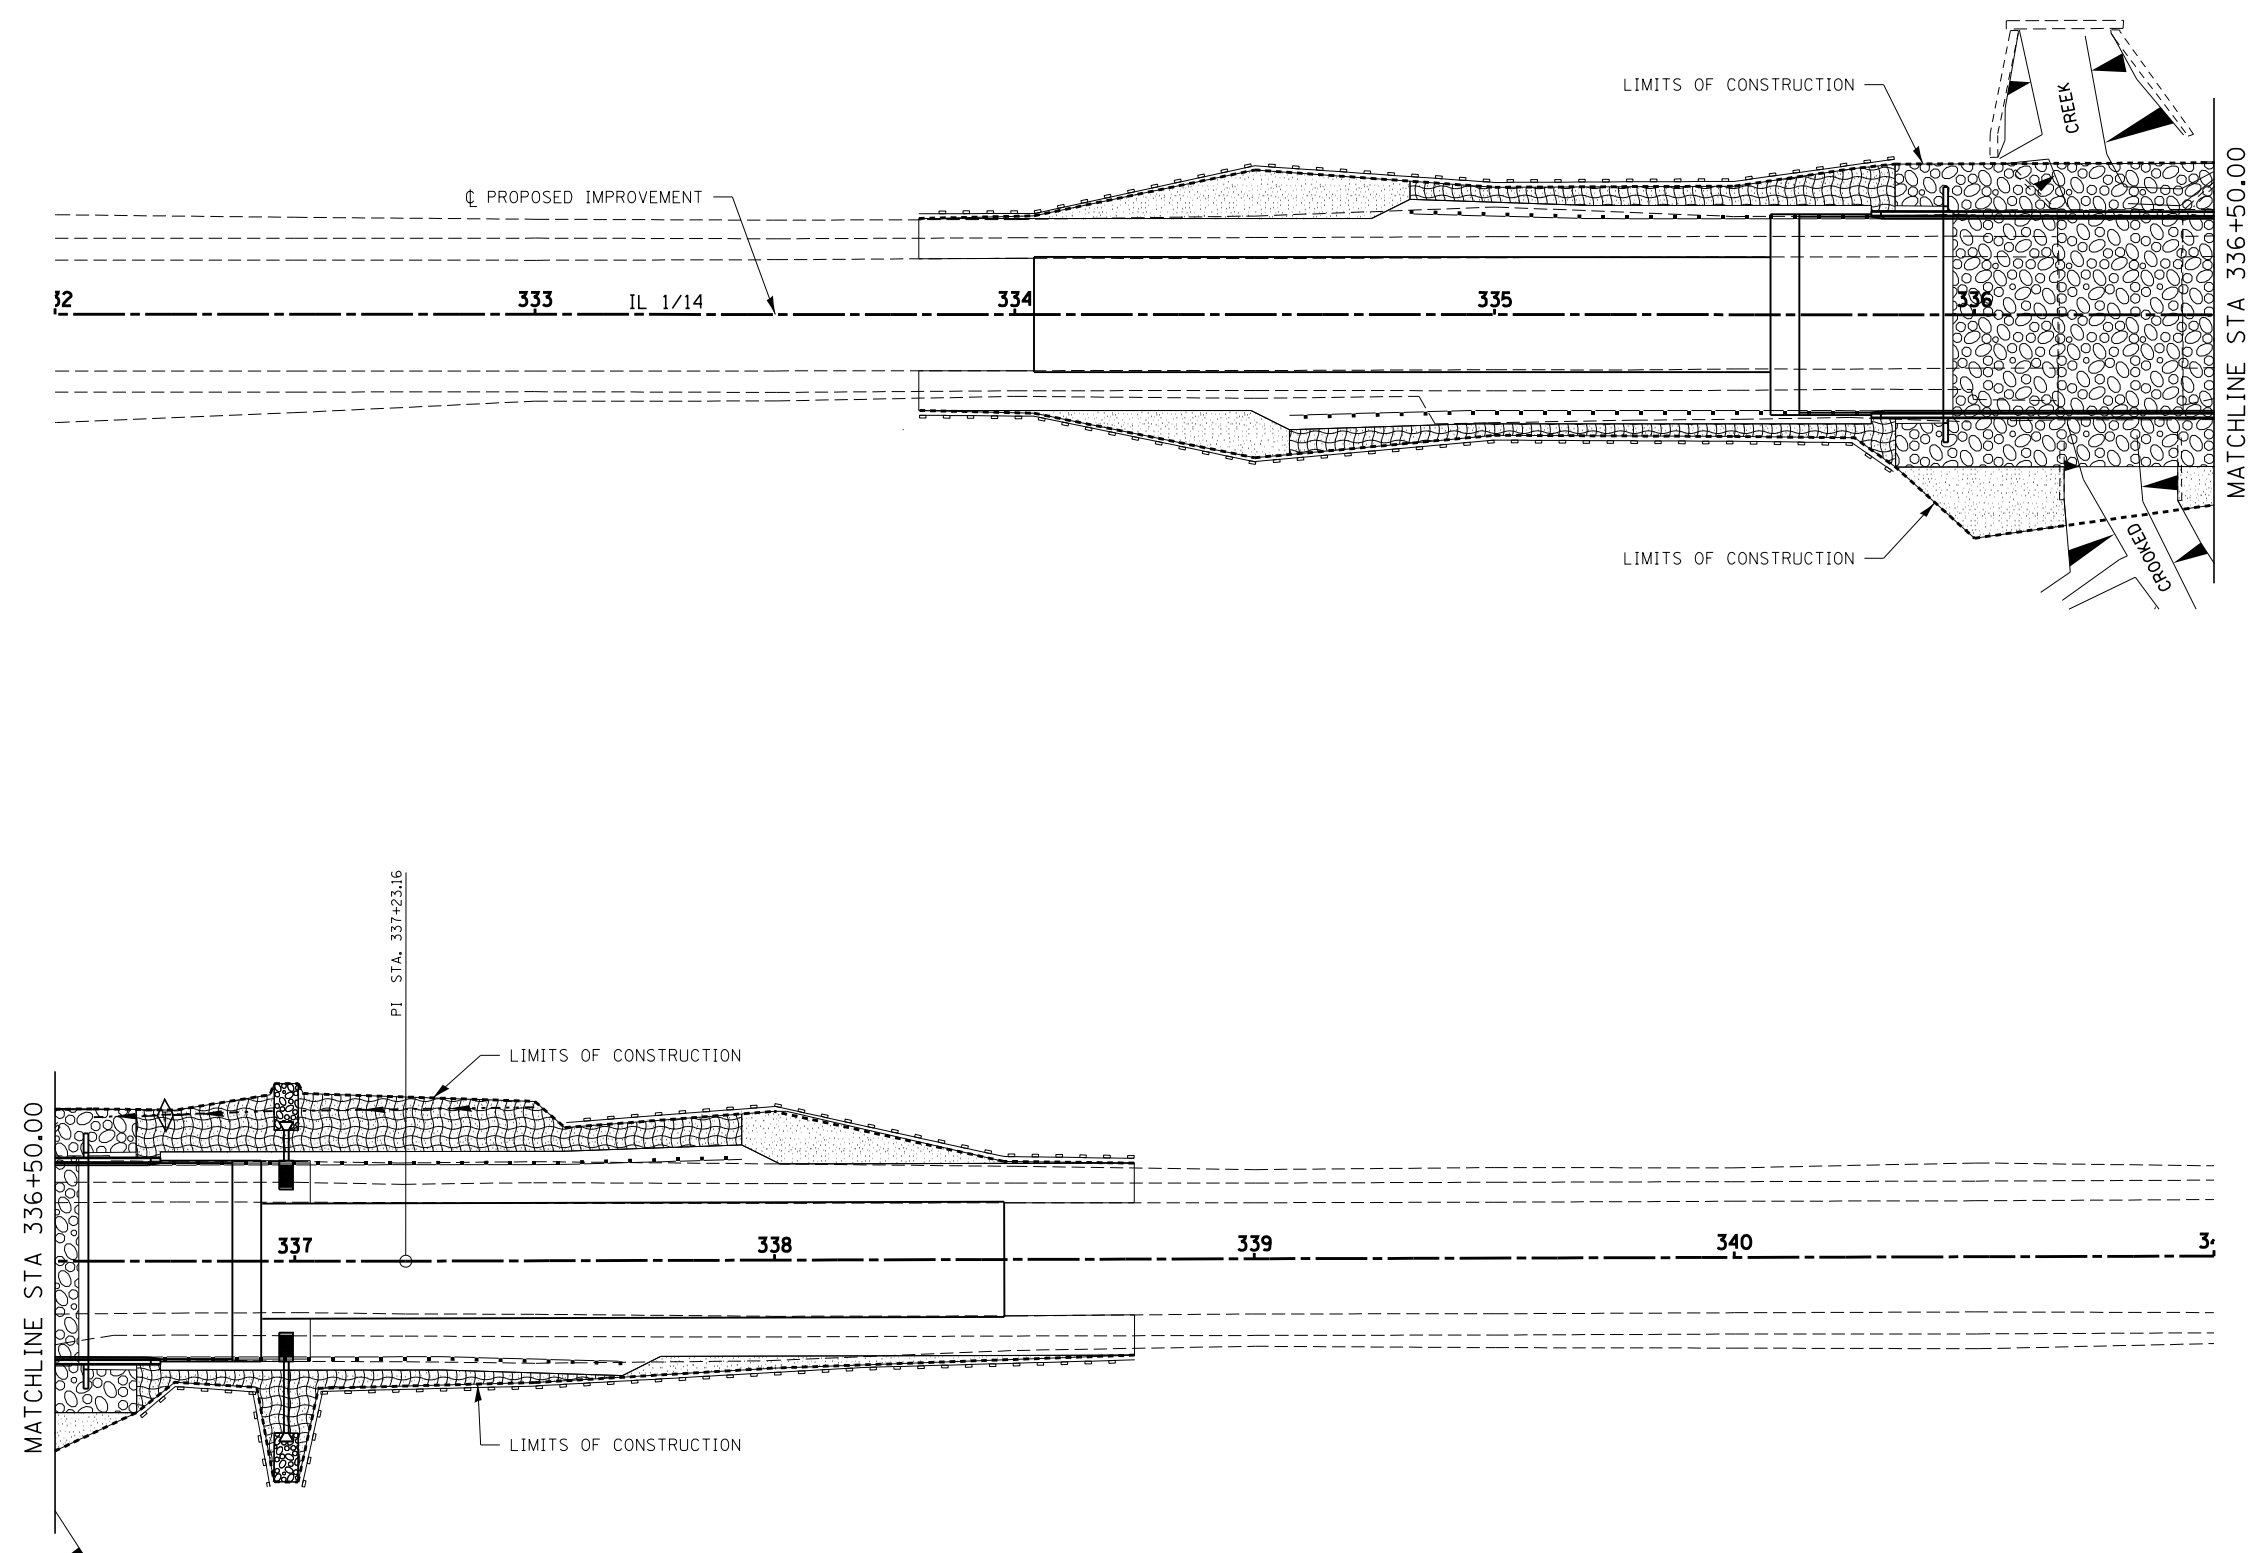 LIMITS OF CONSTRUCTION
CREEK
℄ PROPOSED IMPROVEMENT
MATCHLINE STA 336+50.00
32
333
IL 1/14
334
335
336
LIMITS OF CONSTRUCTION
CROOKED
PI STA. 337+23.16
LIMITS OF CONSTRUCTION
MATCHLINE STA 336+50.00
337
338
339
340
LIMITS OF CONSTRUCTION